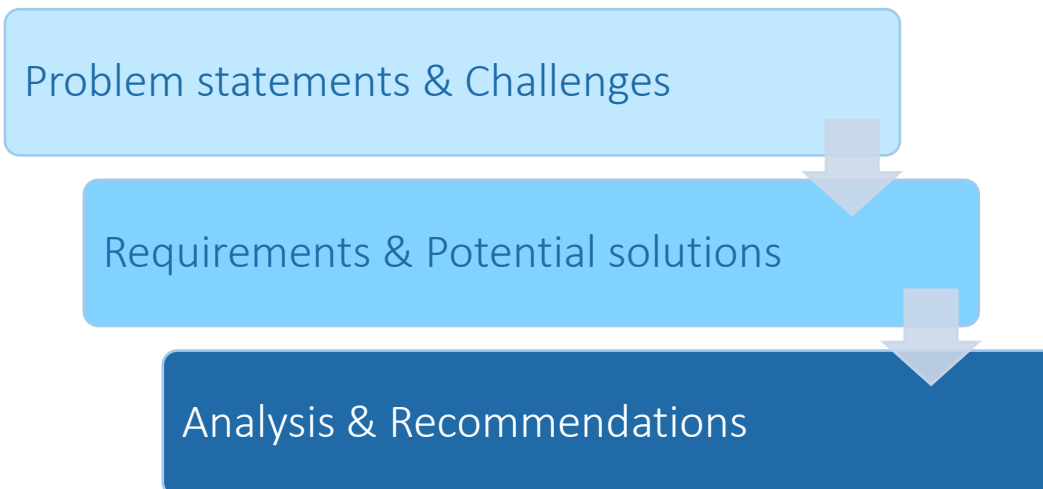 Problem statements & Challenges
Requirements & Potential solutions
Analysis & Recommendations